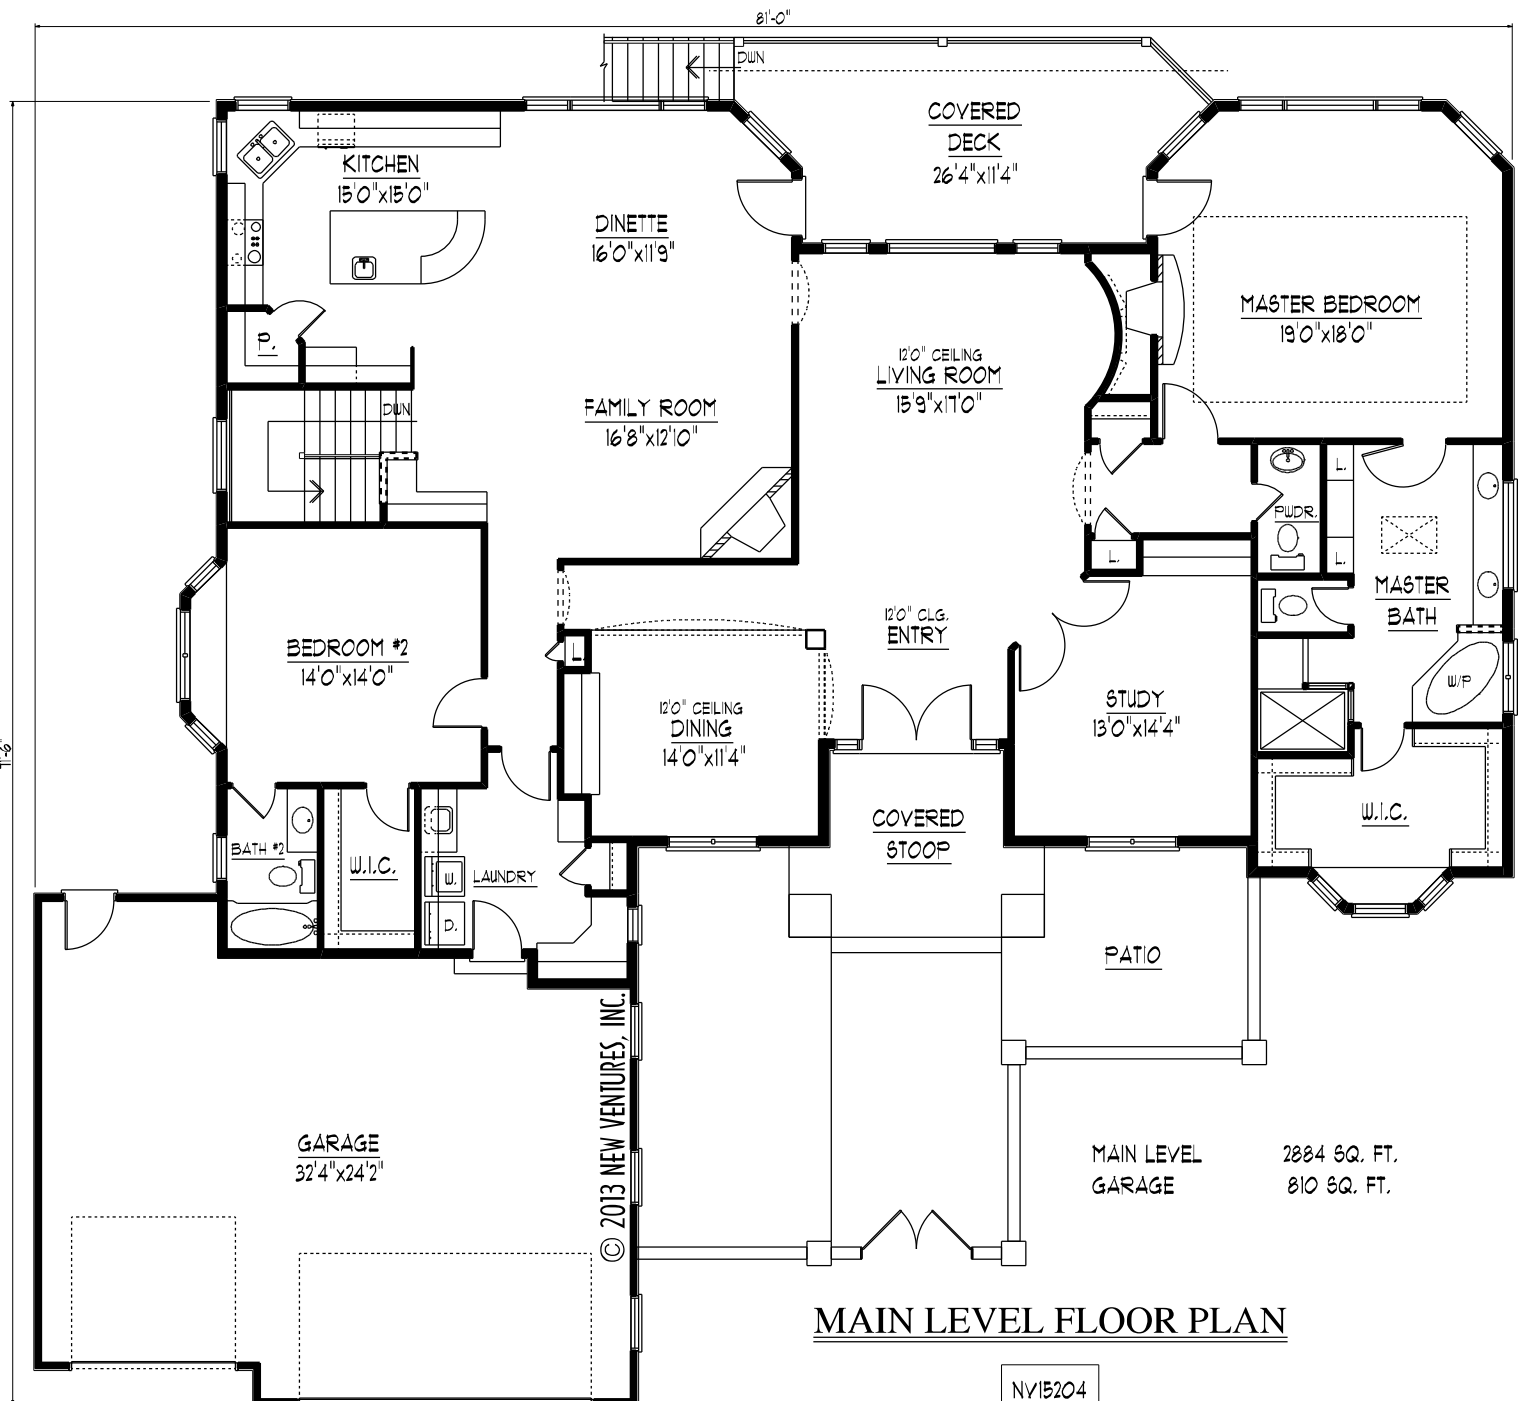 81'-0"
DWN
COVERED
DECK
26'4"x11'4"
KITCHEN
15'0"x15'0"
DINETTE
16'0"x11'9"
MASTER BEDROOM
19'0"x18'0"
P.
12'0" CEILING
LIVING ROOM
15'9"x17'0"
DWN
FAMILY ROOM
16'8"x12'10"
L.
PWDR.
L.
L.
MASTER
BATH
12'0" CLG.
ENTRY
BEDROOM #2
14'0"x14'0"
L.
W/P
STUDY
13'0"x14'4"
12'0" CEILING
DINING
14'0"x11'4"
71'-6"
COVERED
STOOP
W.I.C.
BATH #2
W.I.C.
W.
LAUNDRY
D.
PATIO
© 2013 NEW VENTURES, INC.
GARAGE
32'4"x24'2"
MAIN LEVEL 2884 SQ. FT.
GARAGE 810 SQ. FT.
MAIN LEVEL FLOOR PLAN
NV15204